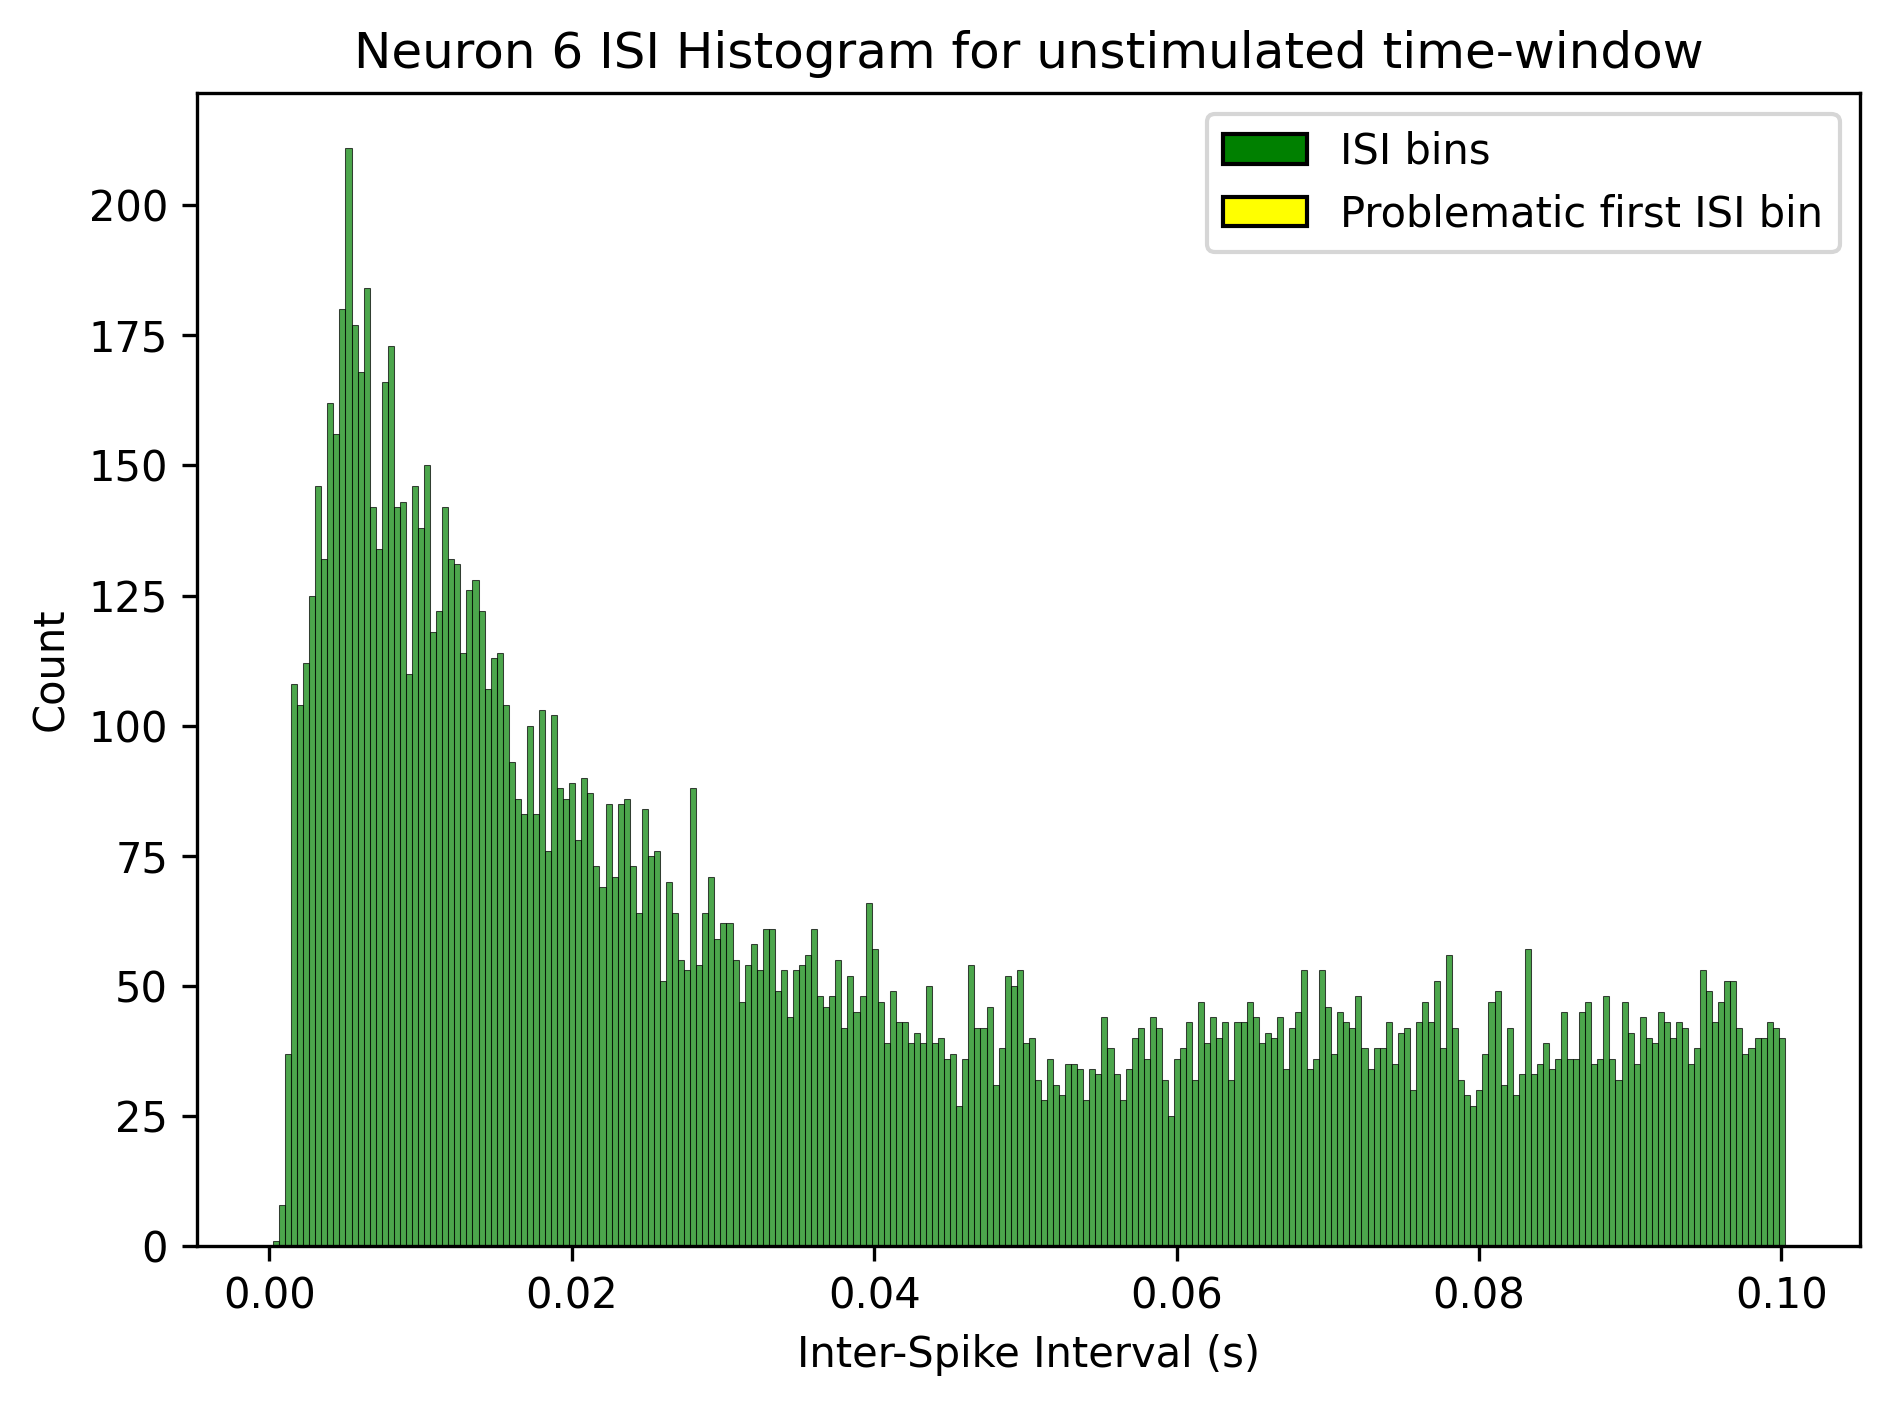 Neuron 6 ISI Histogram for unstimulated time-window
ISI bins
Problematic first ISI bin
Count
200
175
150
125
100
75
50
25
0
0.00 0.02 0.04 0.06 0.08 0.10
Inter-Spike Interval (s)